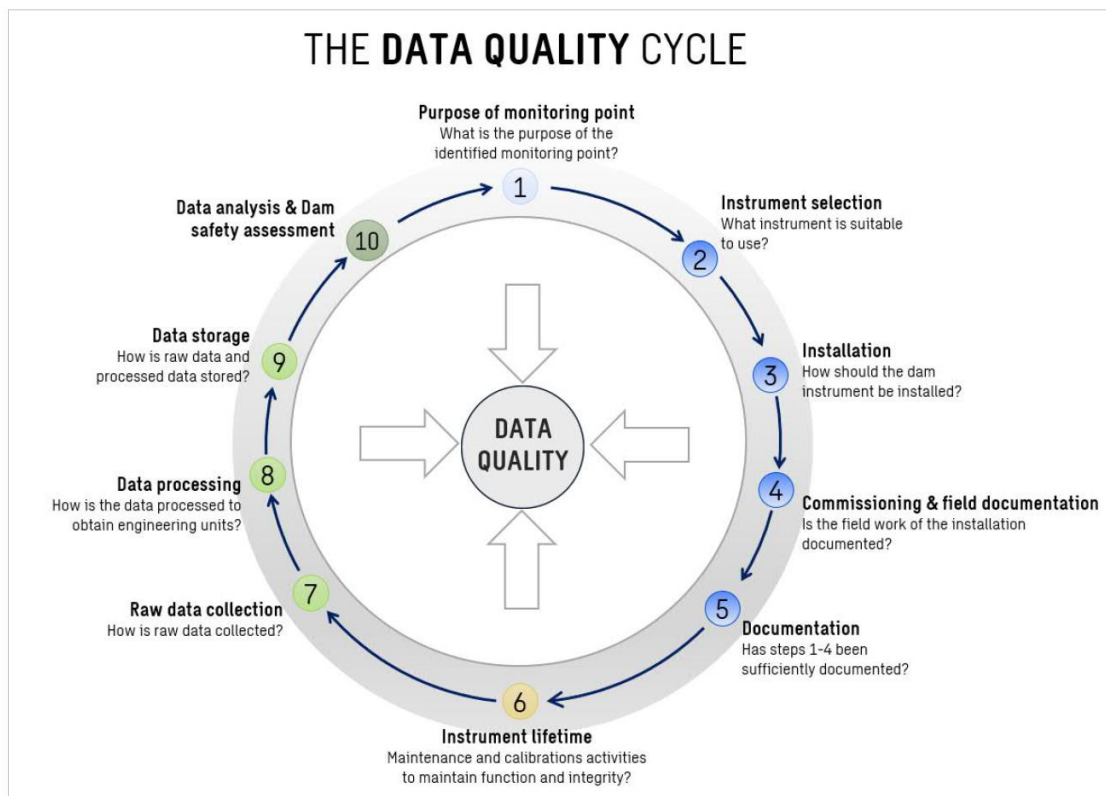 THE DATA QUALITY CYCLE
Purpose of monitoring point
What is the purpose of the
identified monitoring point?
1
Instrument selection
What instrument is suitable
to use?
2
Installation
How should the dam
instrument be installed?
3
Commissioning & field documentation
Is the field work of the installation
documented?
4
Documentation
Has steps 1-4 been
sufficiently documented?
5
Instrument lifetime
Maintenance and calibrations activities
to maintain function and integrity?
6
Raw data collection
How is raw data collected?
7
Data processing
How is the data processed to
obtain engineering units?
8
Data storage
How is raw data and
processed data stored?
9
Data analysis & Dam
safety assessment
10
DATA
QUALITY